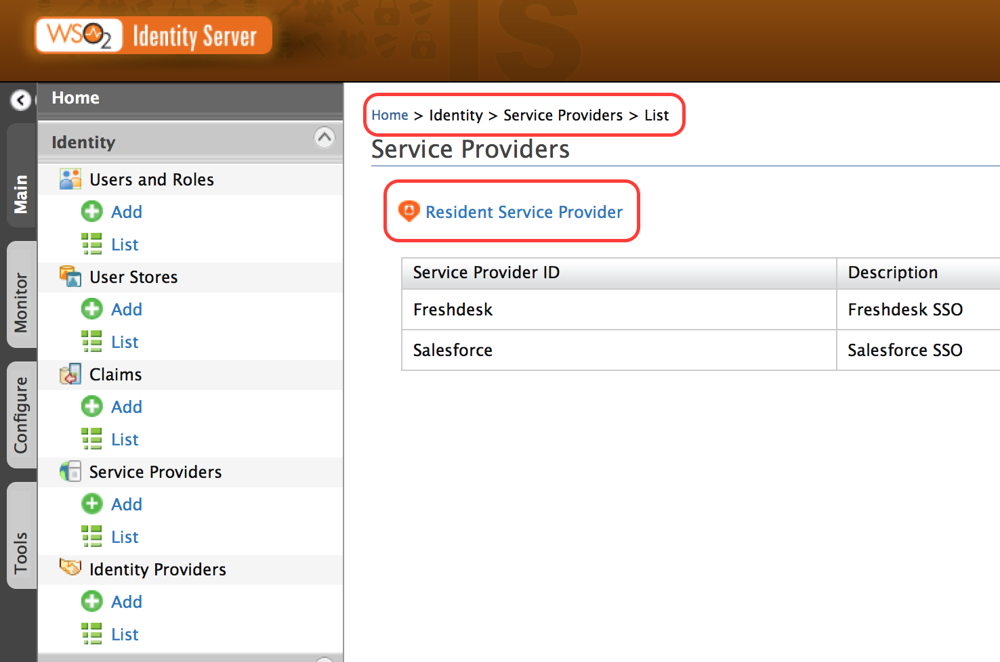 WSO2 Identity Server
IS
Home
Identity
Users and Roles
Add
List
User Stores
Add
List
Claims
Add
List
Service Providers
Add
List
Identity Providers
Add
List
Main
Monitor
Configure
Tools
Home > Identity > Service Providers > List
Service Providers
Resident Service Provider
Service Provider ID Description
Freshdesk Freshdesk SSO
Salesforce Salesforce SSO